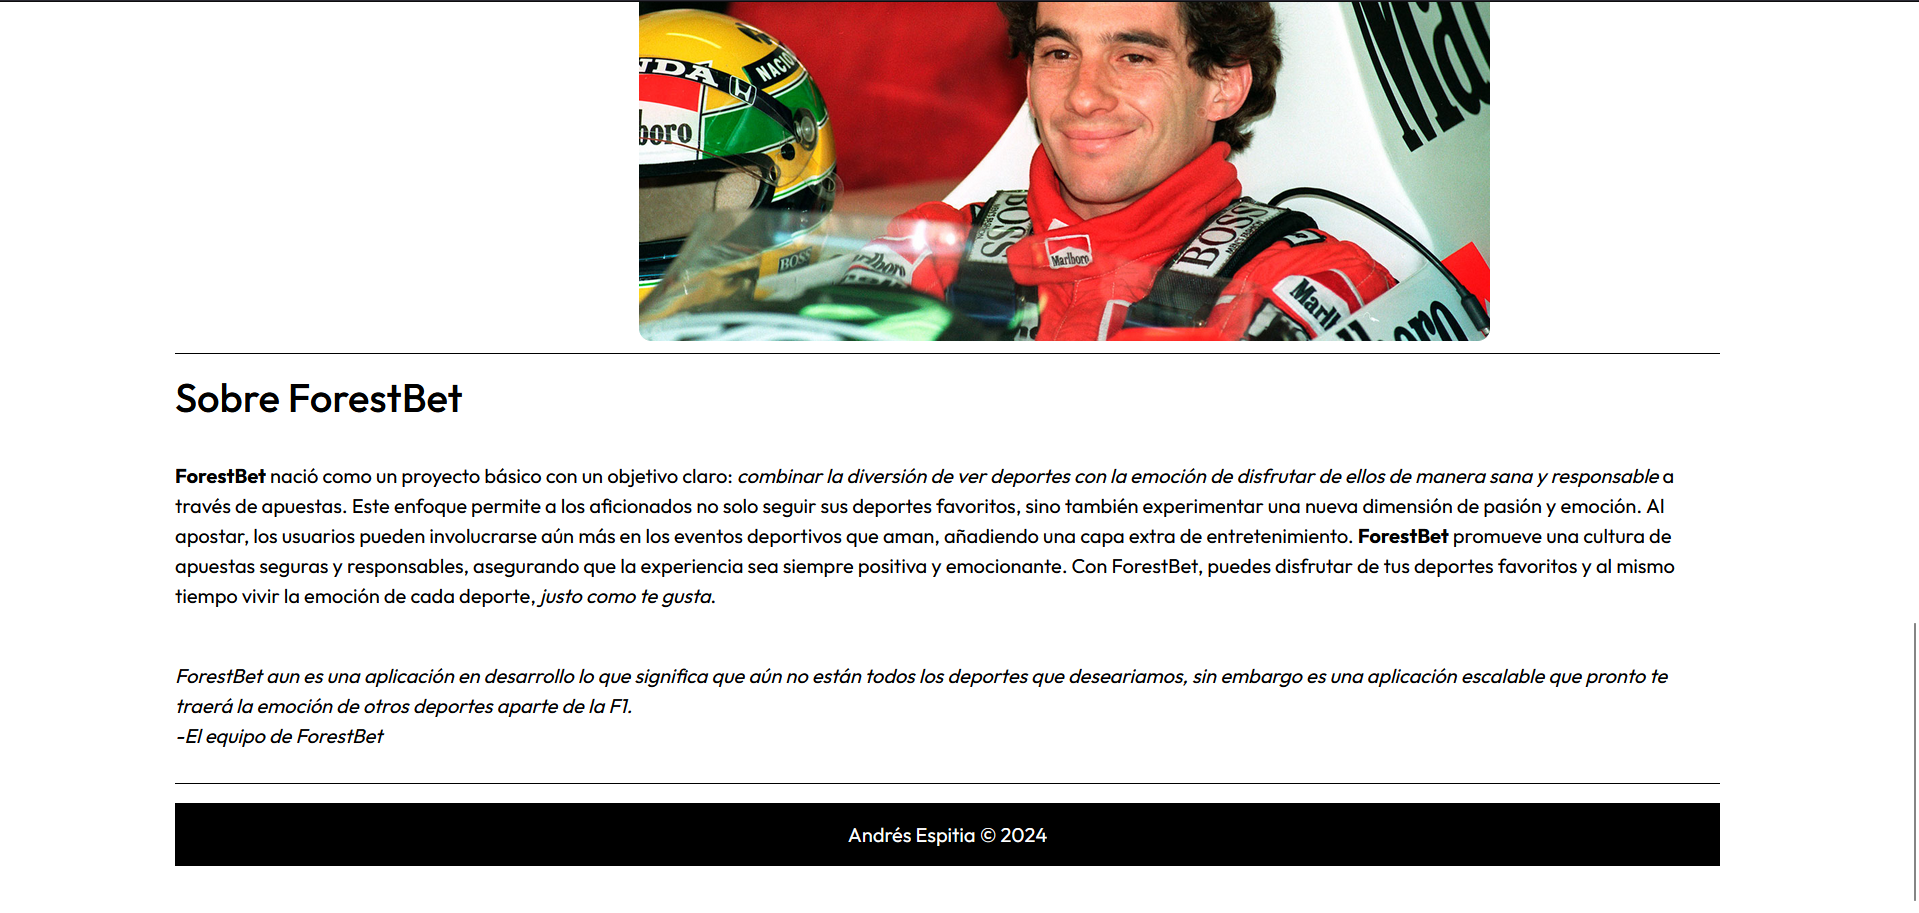 NDA
NACIO
boro
BOSS
BOSS
Marlboro
BOSS
Marlboro
Sobre ForestBet
ForestBet nació como un proyecto básico con un objetivo claro: combinar la diversión de ver deportes con la emoción de disfrutar de ellos de manera sana y responsable a
través de apuestas. Este enfoque permite a los aficionados no solo seguir sus deportes favoritos, sino también experimentar una nueva dimensión de pasión y emoción. Al
apostar, los usuarios pueden involucrarse aún más en los eventos deportivos que aman, añadiendo una capa extra de entretenimiento. ForestBet promueve una cultura de
apuestas seguras y responsables, asegurando que la experiencia sea siempre positiva y emocionante. Con ForestBet, puedes disfrutar de tus deportes favoritos y al mismo
tiempo vivir la emoción de cada deporte, justo como te gusta.
ForestBet aun es una aplicación en desarrollo lo que significa que aún no están todos los deportes que deseariamos, sin embargo es una aplicación escalable que pronto te
traerá la emoción de otros deportes aparte de la F1.
-El equipo de ForestBet
Andrés Espitia © 2024